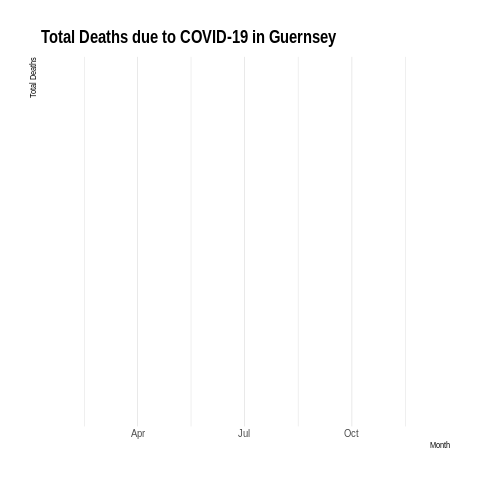 Total Deaths due to COVID-19 in Guernsey
Total Deaths
Apr Jul Oct
Month